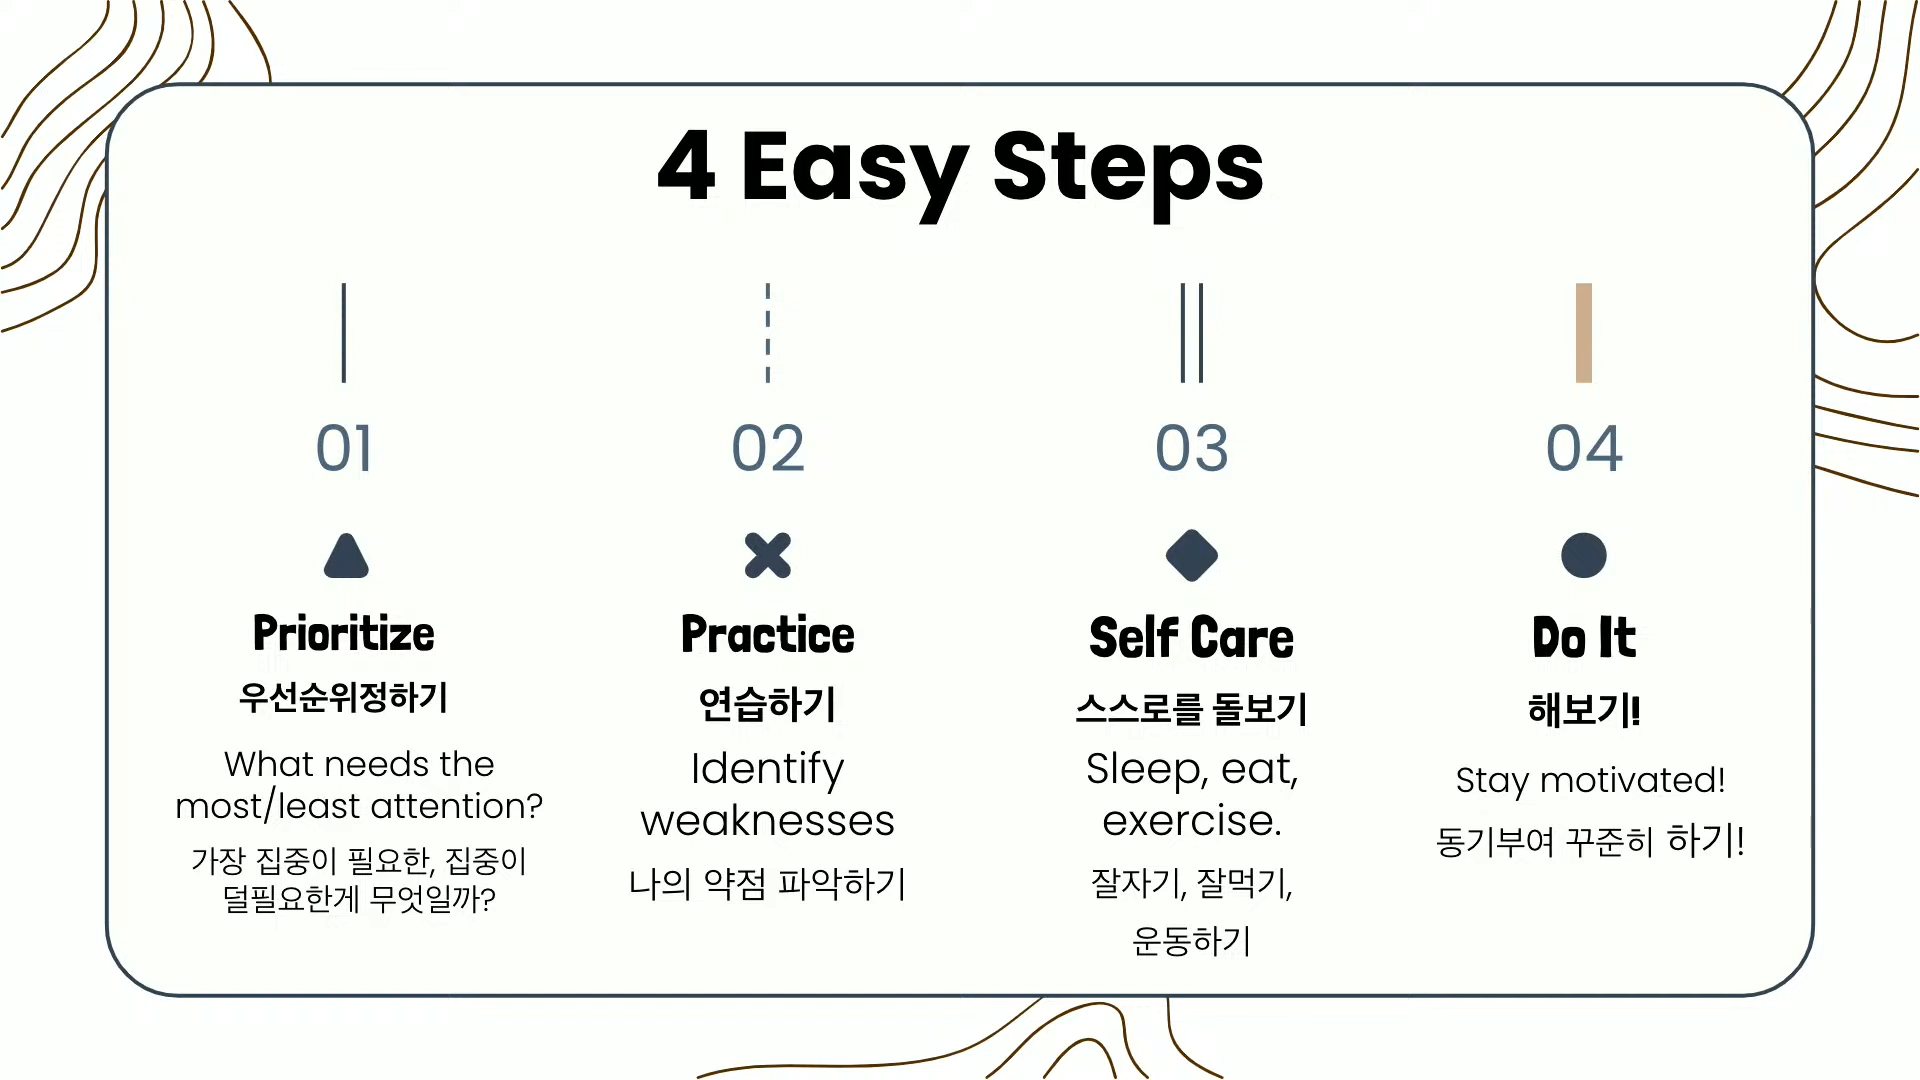 4 Easy Steps
01
Prioritize
우선순위정하기
What needs the
most/least attention?
가장 집중이 필요한, 집중이
덜필요한게 무엇일까?
02
Practice
연습하기
Identify
weaknesses
나의 약점 파악하기
03
Self Care
스스로를 돌보기
Sleep, eat,
exercise.
잘자기, 잘먹기,
운동하기
04
Do It
해보기!
Stay motivated!
동기부여 꾸준히 하기!